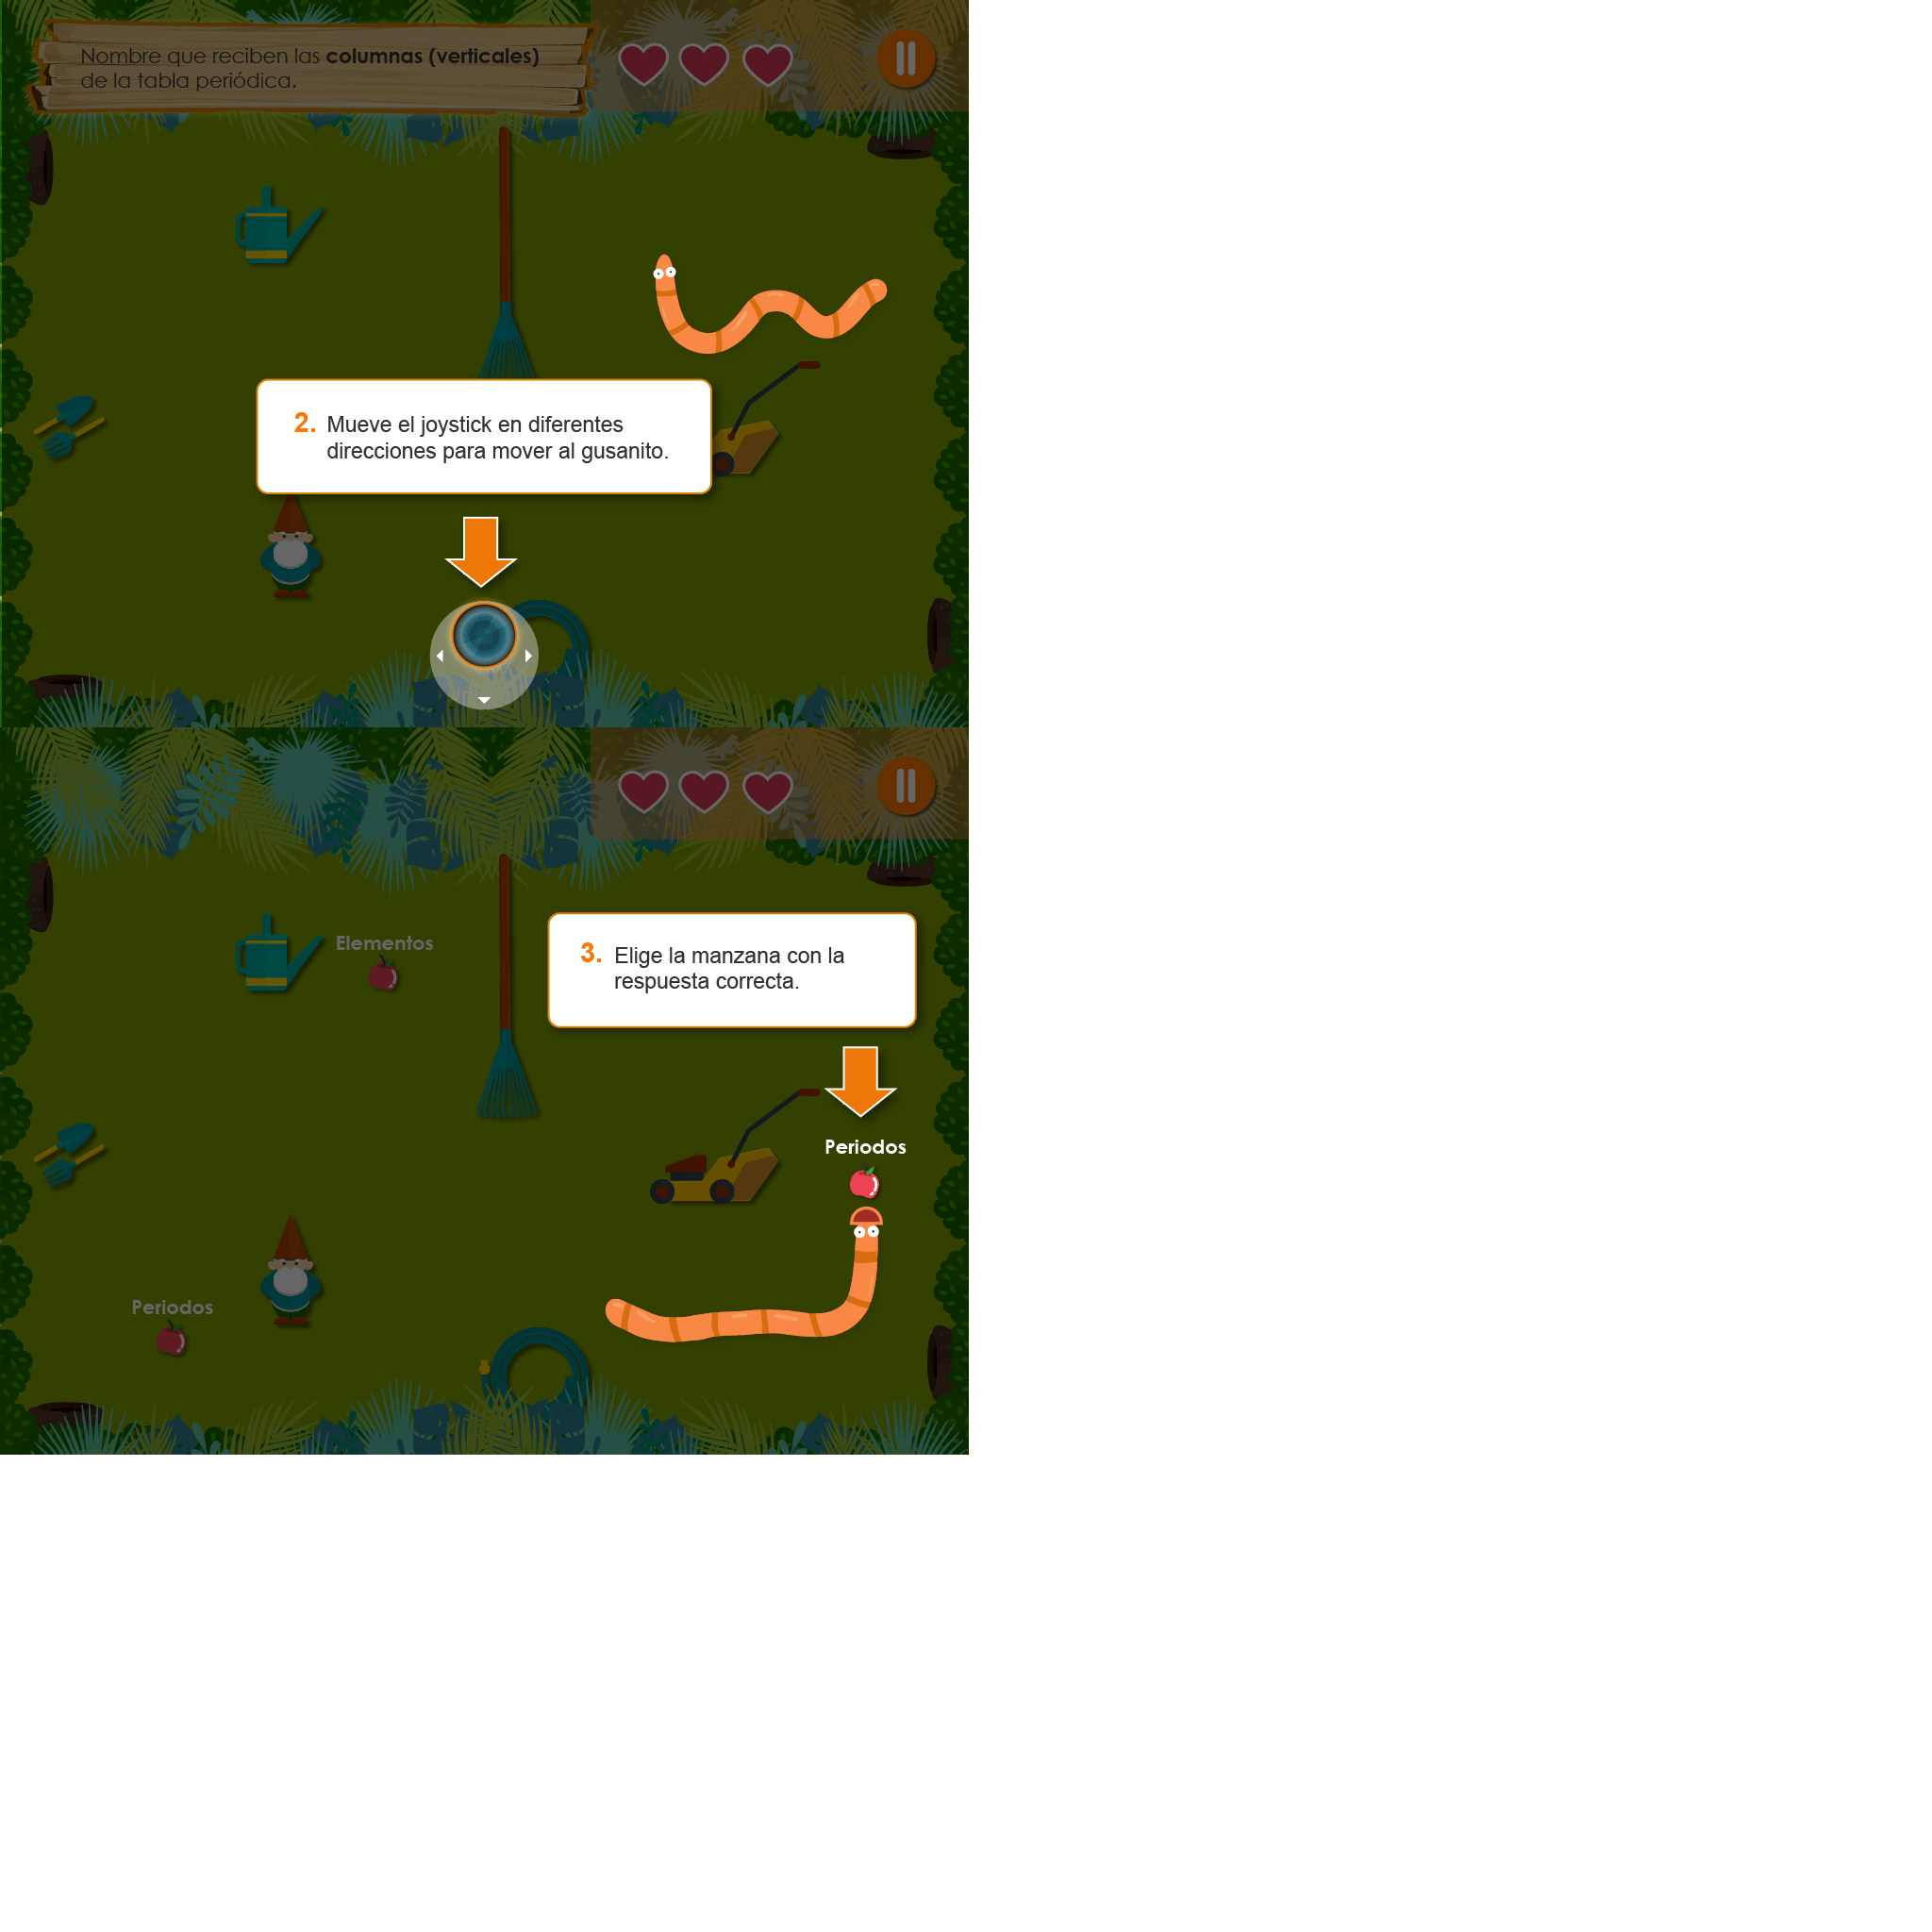 Nombre que reciben las columnas (verticales)
de la tabla periódica.
2. Mueve el joystick en diferentes
direcciones para mover al gusanito.
Elementos
3. Elige la manzana con la
respuesta correcta.
Periodos
Periodos